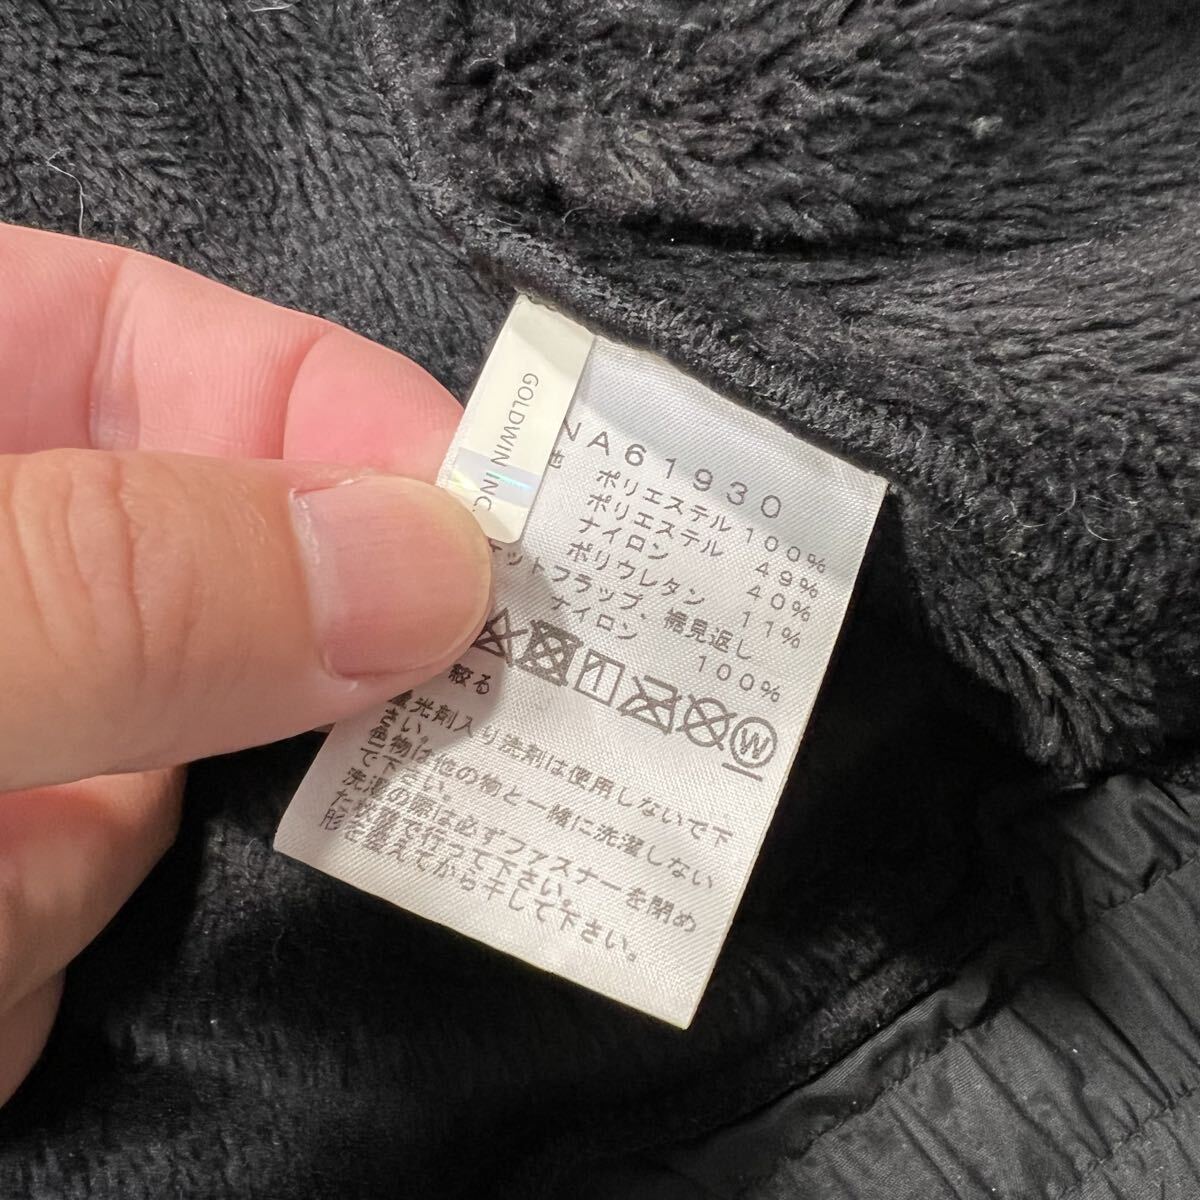 GOLDWIN INC.
NA61930
地 ポリエステル 100%
ポリエステル 49%
ナイロン 40%
ポリウレタン 11%
ケットフラップ、裾見返し
ナイロン 100%
W
絞る
蛍光剤入り洗剤は使用しないで下
さい。
色物は他の物と一緒に洗濯しない
で下さい。
洗濯の際は必ずファスナーを閉め
た状態で行って下さい。
形を整えてから干して下さい。